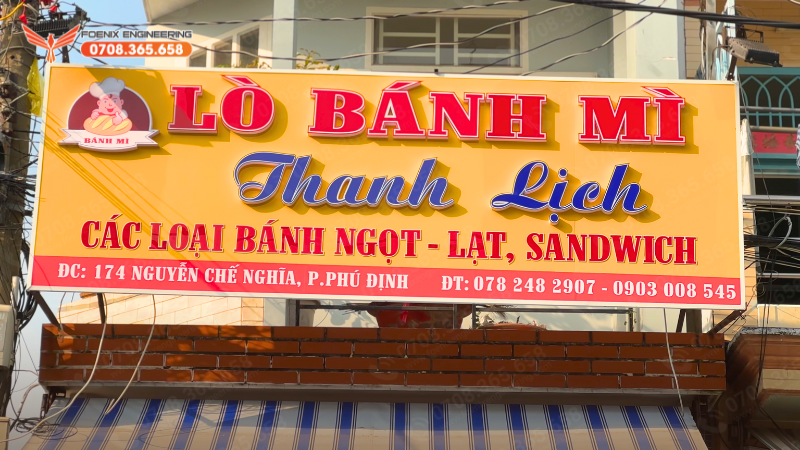 FOENIX ENGINEERING
0708.365.658
LÒ BÁNH MÌ
BÁNH MÌ
Thanh Lịch
CÁC LOẠI BÁNH NGỌT - LẠT, SANDWICH
ĐC: 174 NGUYỄN CHẾ NGHĨA, P.PHÚ ĐỊNH ĐT: 078 248 2907 - 0903 008 545